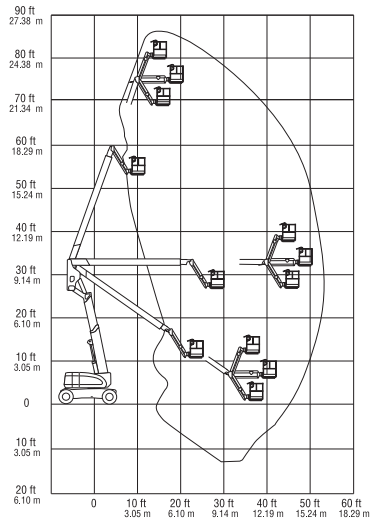 90 ft
27.38 m
80 ft
24.38 m
70 ft
21.34 m
60 ft
18.29 m
50 ft
15.24 m
40 ft
12.19 m
30 ft
9.14 m
20 ft
6.10 m
10 ft
3.05 m
0
10 ft
3.05 m
20 ft
6.10 m
0 10 ft 20 ft 30 ft 40 ft 50 ft 60 ft
3.05 m 6.10 m 9.14 m 12.19 m 15.24 m 18.29 m